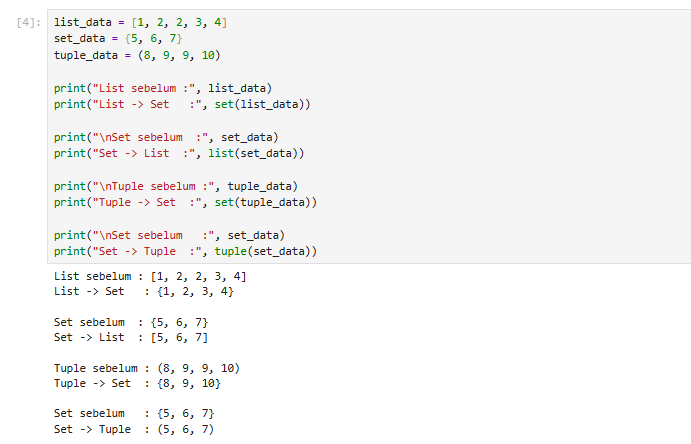 [4]: list_data = [1, 2, 2, 3, 4]
set_data = {5, 6, 7}
tuple_data = (8, 9, 9, 10)

print("List sebelum :", list_data)
print("List -> Set   :", set(list_data))

print("\nSet sebelum  :", set_data)
print("Set -> List  :", list(set_data))

print("\nTuple sebelum :", tuple_data)
print("Tuple -> Set  :", set(tuple_data))

print("\nSet sebelum   :", set_data)
print("Set -> Tuple  :", tuple(set_data))
List sebelum : [1, 2, 2, 3, 4]
List -> Set   : {1, 2, 3, 4}

Set sebelum  : {5, 6, 7}
Set -> List  : [5, 6, 7]

Tuple sebelum : (8, 9, 9, 10)
Tuple -> Set  : {8, 9, 10}

Set sebelum   : {5, 6, 7}
Set -> Tuple  : (5, 6, 7)